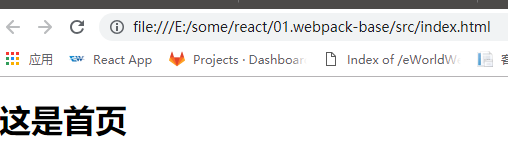 file:///E:/some/react/01.webpack-base/src/index.html
应用 React App Projects · Dashboar Index of /eWorldW
这是首页